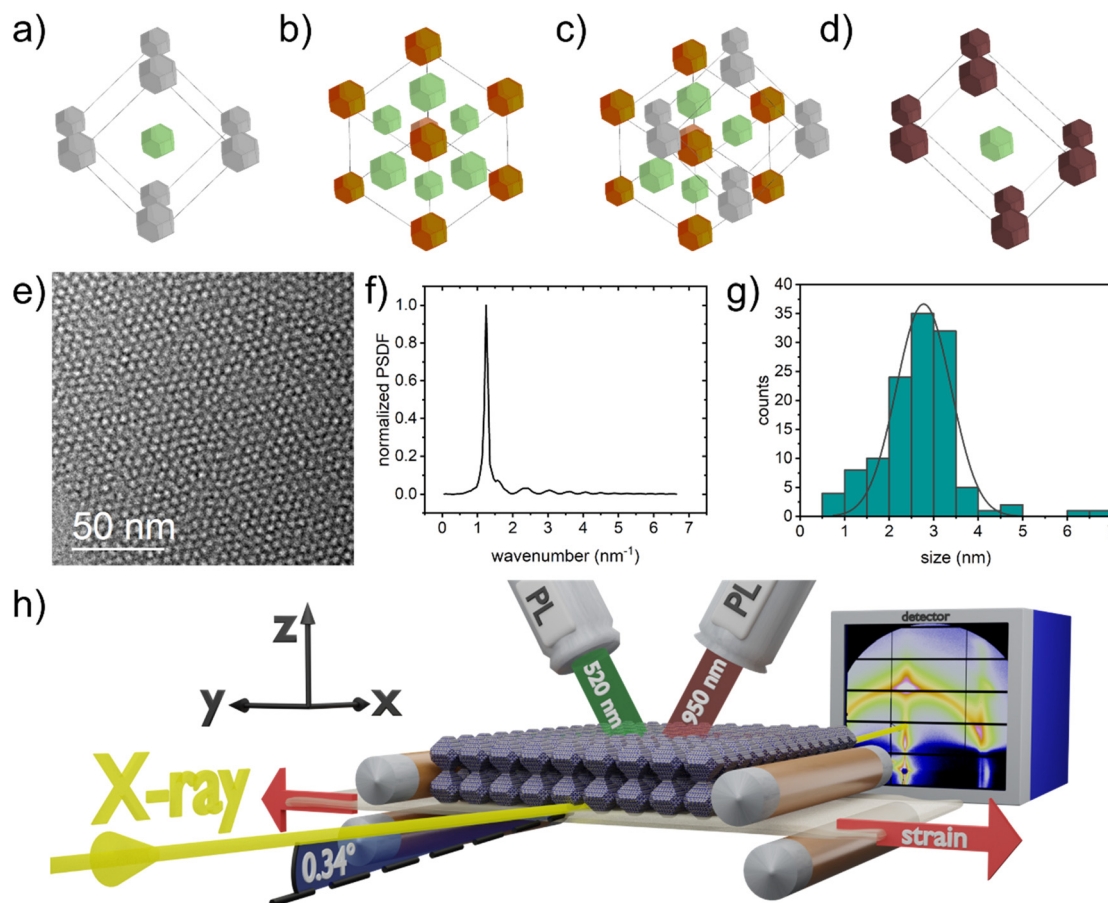 a)
b)
c)
d)
e)
50 nm
f)
normalized PSDF
1.0
0.8
0.6
0.4
0.2
0.0
0 1 2 3 4 5 6 7
wavenumber (nm⁻¹)
g)
counts
40
35
30
25
20
15
10
5
0
0 1 2 3 4 5 6
size (nm)
h)
z
y
x
PL
PL
520 nm
950 nm
detector
X-ray
0.34°
strain